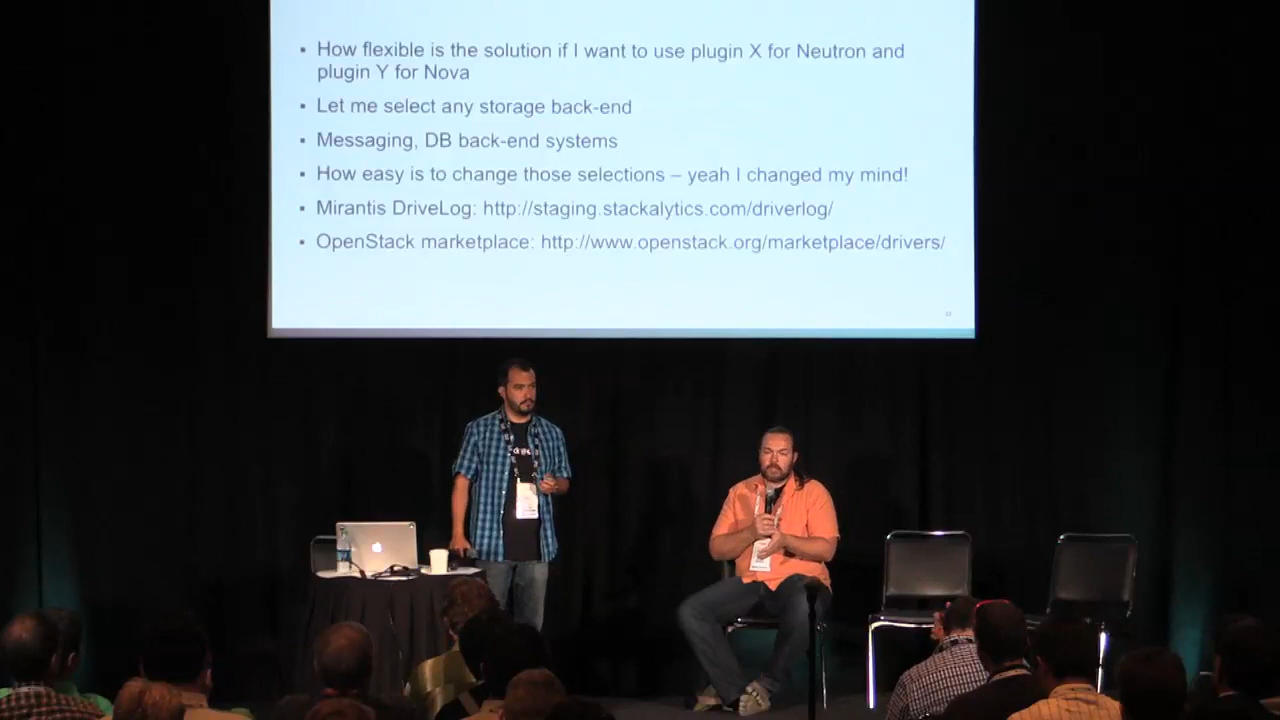 ▪ How flexible is the solution if I want to use plugin X for Neutron and
plugin Y for Nova
▪ Let me select any storage back-end
▪ Messaging, DB back-end systems
▪ How easy is to change those selections – yeah I changed my mind!
▪ Mirantis DriveLog: http://staging.stackalytics.com/driverlog/
▪ OpenStack marketplace: http://www.openstack.org/marketplace/drivers/